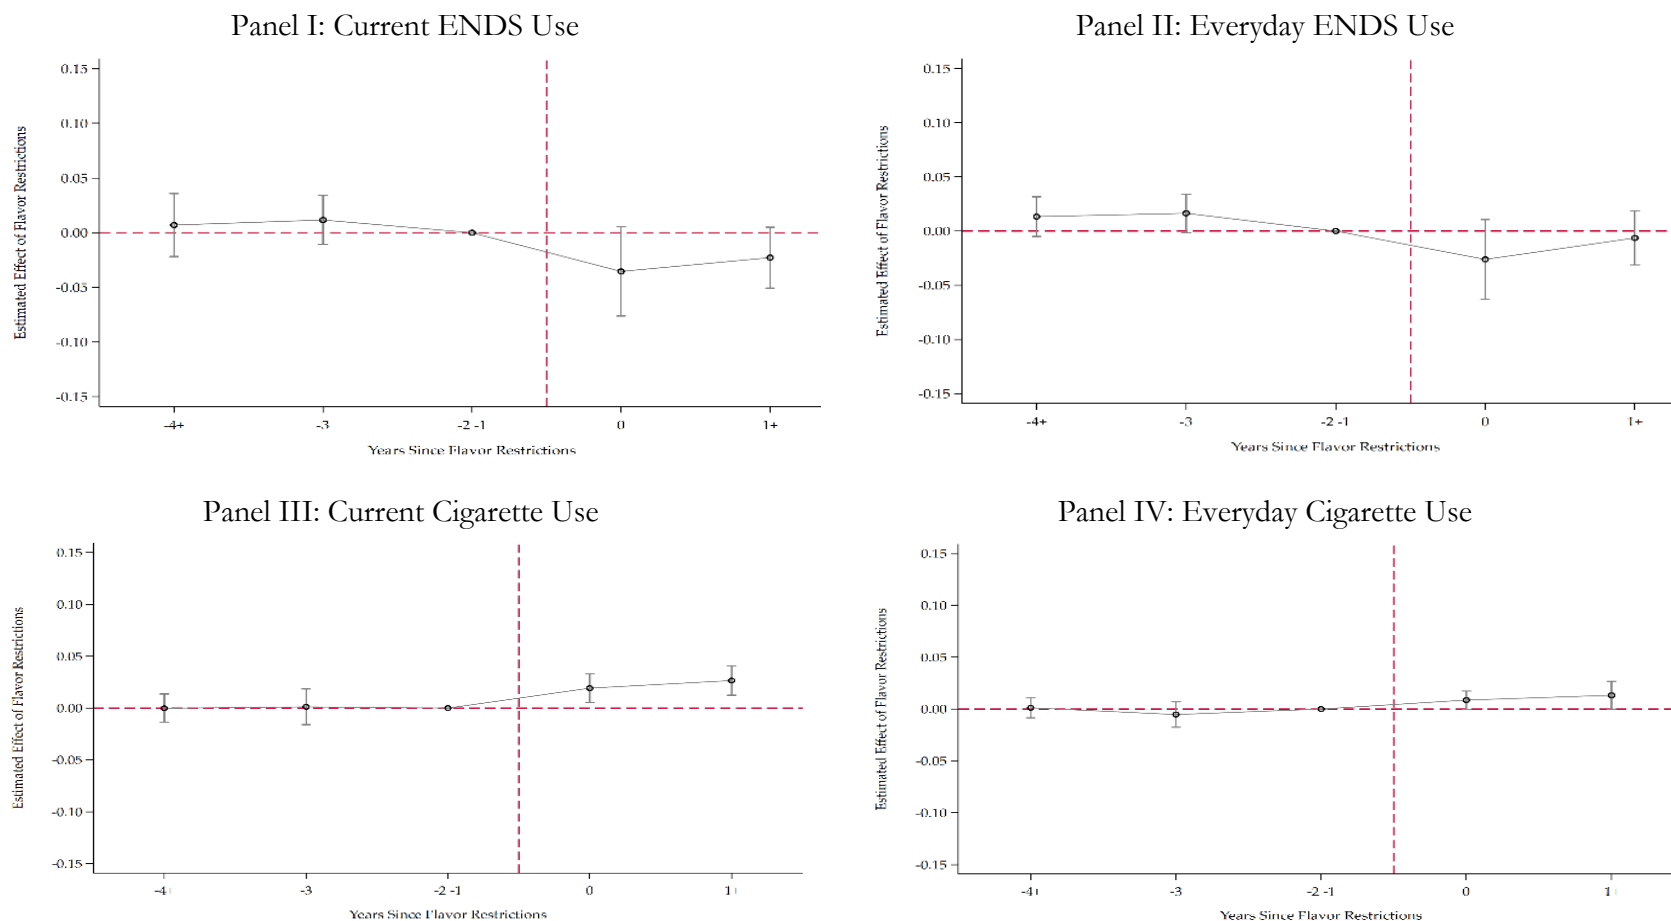 Panel I: Current ENDS Use
Estimated Effect of Flavor Restrictions
0.15
0.10
0.05
0.00
-0.05
-0.10
-0.15
-4+ -3 -2 -1 0 1+
Years Since Flavor Restrictions
Panel II: Everyday ENDS Use
Estimated Effect of Flavor Restrictions
0.15
0.10
0.05
0.00
-0.05
-0.10
-0.15
-4+ -3 -2 -1 0 1+
Years Since Flavor Restrictions
Panel III: Current Cigarette Use
Estimated Effect of Flavor Restrictions
0.15
0.10
0.05
0.00
-0.05
-0.10
-0.15
-4+ -3 -2 -1 0 1+
Years Since Flavor Restrictions
Panel IV: Everyday Cigarette Use
Estimated Effect of Flavor Restrictions
0.15
0.10
0.05
0.00
-0.05
-0.10
-0.15
-4+ -3 -2 -1 0 1+
Years Since Flavor Restrictions